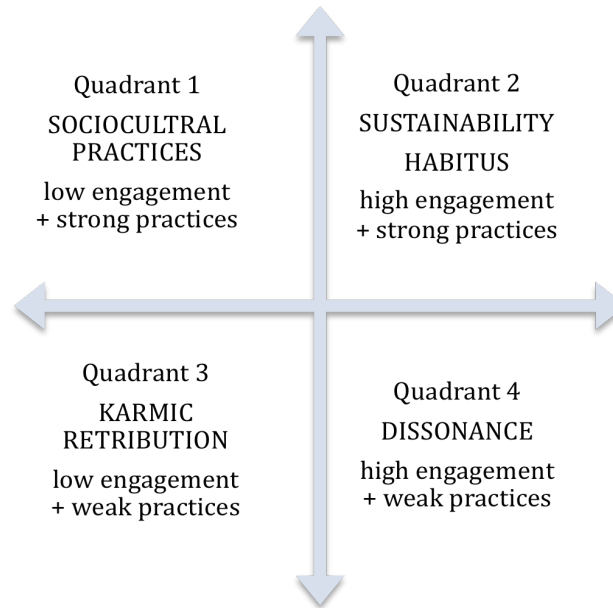 Quadrant 1
SOCIOCULTRAL
PRACTICES
low engagement
+ strong practices
Quadrant 2
SUSTAINABILITY
HABITUS
high engagement
+ strong practices
Quadrant 3
KARMIC
RETRIBUTION
low engagement
+ weak practices
Quadrant 4
DISSONANCE
high engagement
+ weak practices